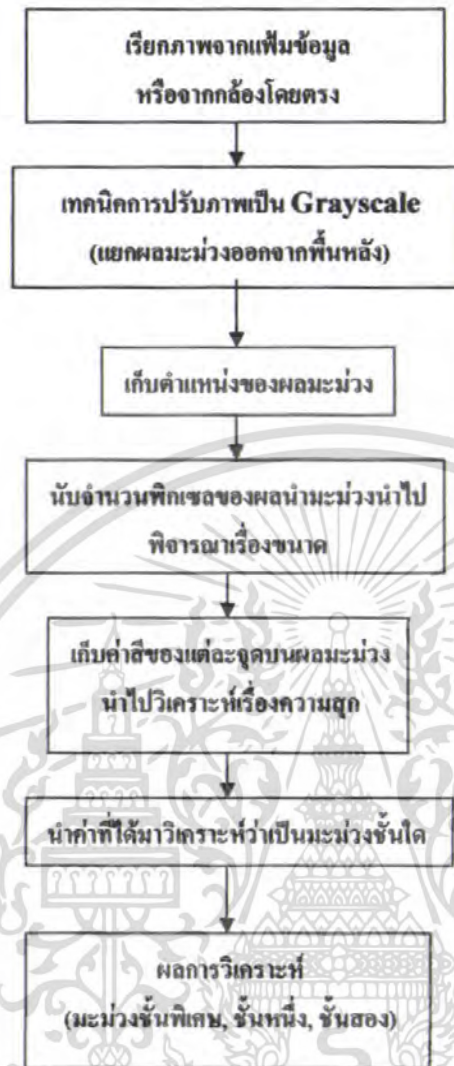 เรียกภาพจากแฟ้มข้อมูล
หรือจากกล้องโดยตรง
เทคนิคการปรับภาพเป็น Grayscale
(แยกผลมะม่วงออกจากพื้นหลัง)
เก็บตำแหน่งของผลมะม่วง
นับจำนวนพิกเซลของผลนำมะม่วงนำไป
พิจารณาเรื่องขนาด
เก็บค่าสีของแต่ละจุดบนผลมะม่วง
นำไปวิเคราะห์เรื่องความสุก
นำค่าที่ได้มาวิเคราะห์ว่าเป็นมะม่วงชั้นใด
ผลการวิเคราะห์
(มะม่วงชั้นพิเศษ, ชั้นหนึ่ง, ชั้นสอง)